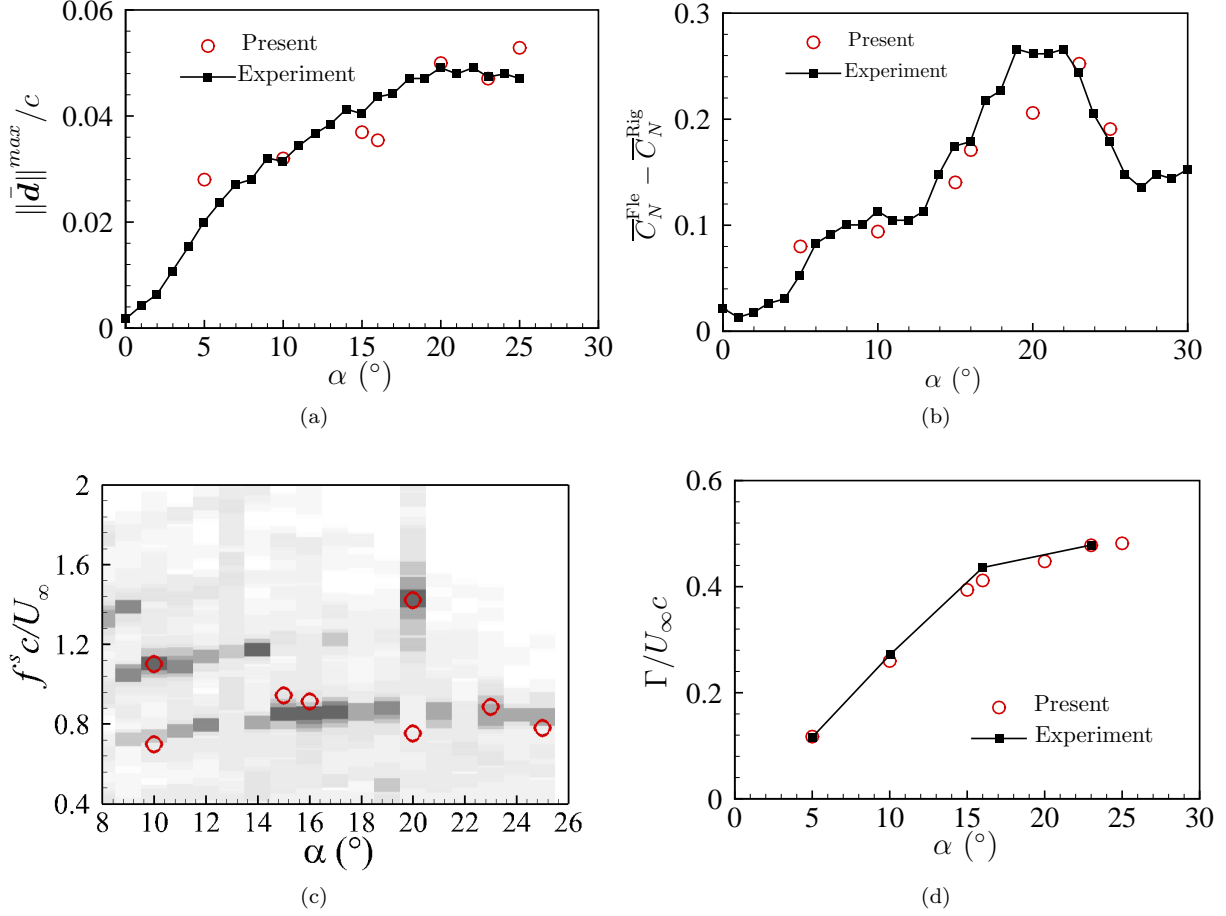 0.06
0.04
0.02
0
0 5 10 15 20 25 30
‖d̄‖^max /c
α (°)
Present
Experiment
(a)
0.3
0.2
0.1
0
0 10 20 30
C̅_N^Fle − C̅_N^Rig
α (°)
Present
Experiment
(b)
2
1.6
1.2
0.8
0.4
8 10 12 14 16 18 20 22 24 26
f^s c/U_∞
α (°)
(c)
0.6
0.4
0.2
0
0 5 10 15 20 25 30
Γ/U_∞c
α (°)
Present
Experiment
(d)